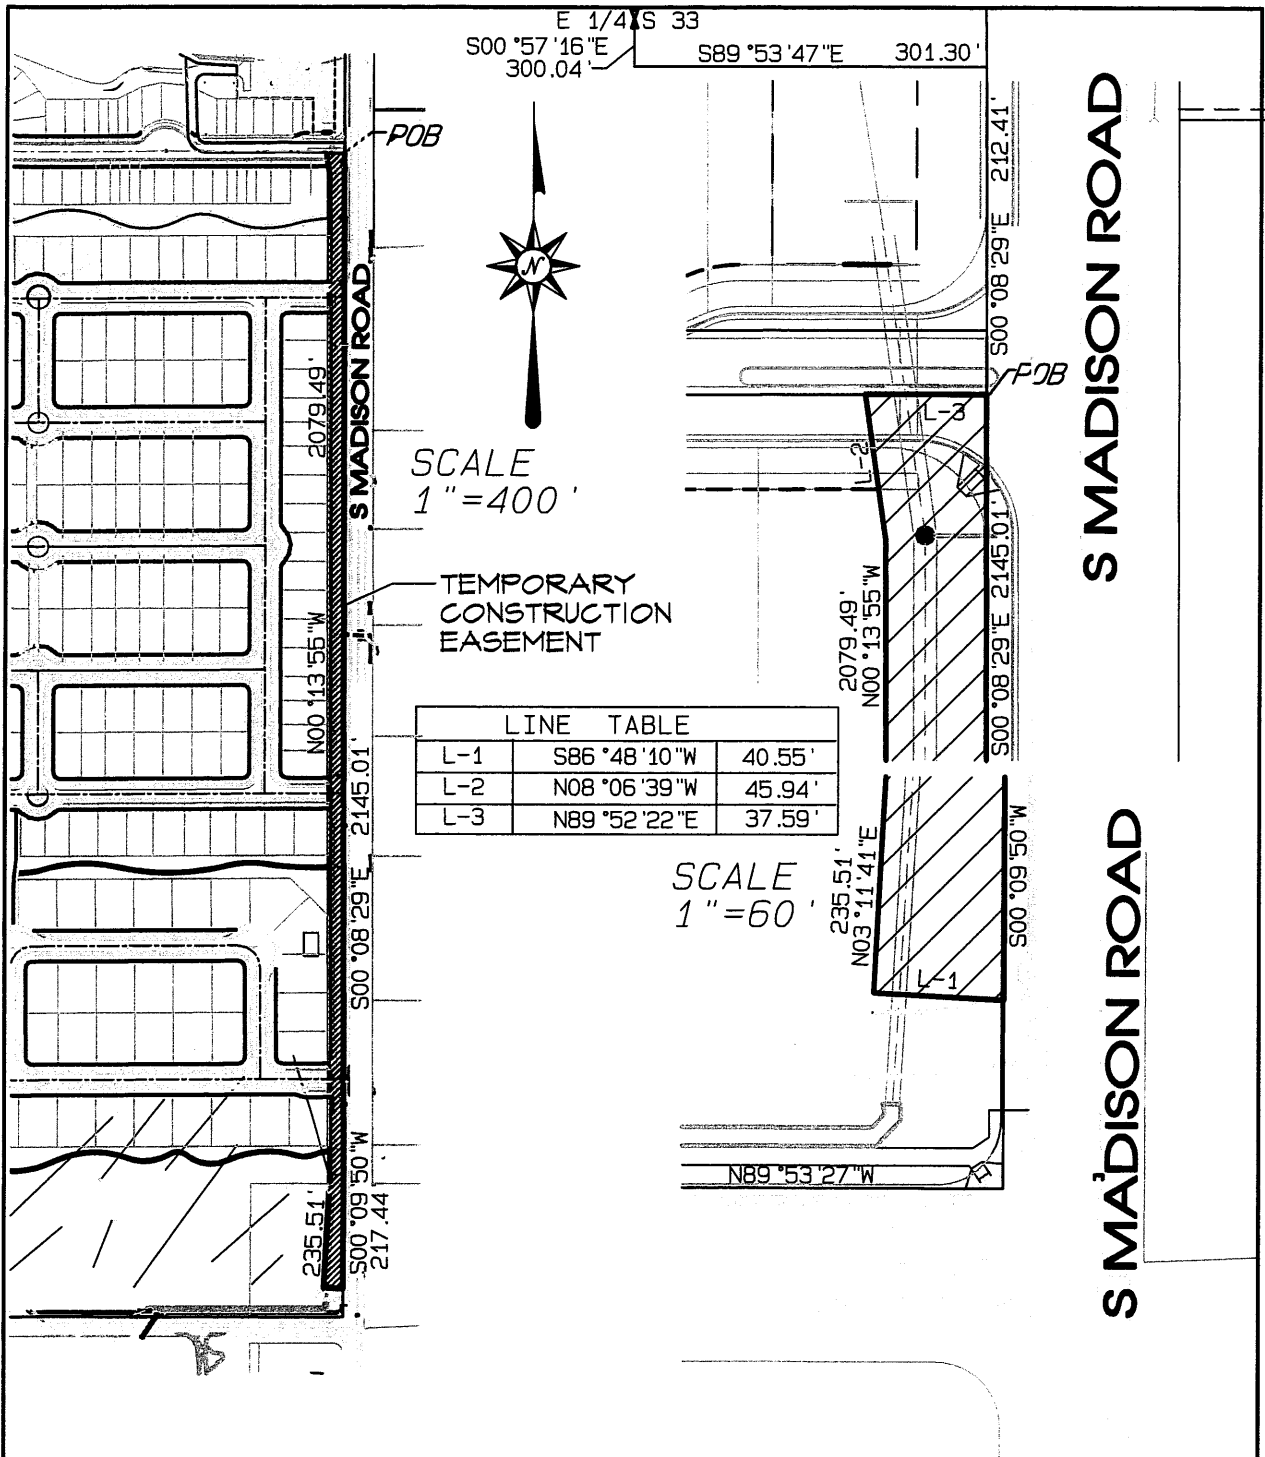 E 1/4 S 33
S00°57'16"E
300.04'
S89°53'47"E 301.30'
POB
S MADISON ROAD
2079.49'
N00°13'55"W
S00°08'29"E 2145.01'
235.51'
S00°09'50"W
217.44
N
SCALE
1"=400'
TEMPORARY
CONSTRUCTION
EASEMENT
LINE TABLE
L-1 S86°48'10"W 40.55'
L-2 N08°06'39"W 45.94'
L-3 N89°52'22"E 37.59'
SCALE
1"=60'
S00°08'29"E 212.41'
POB
L-3
L-2
2079.49'
N00°13'55"W
S00°08'29"E 2145.01'
235.51'
N03°11'41"E
S00°09'50"W
L-1
N89°53'27"W
S MADISON ROAD
S MADISON ROAD